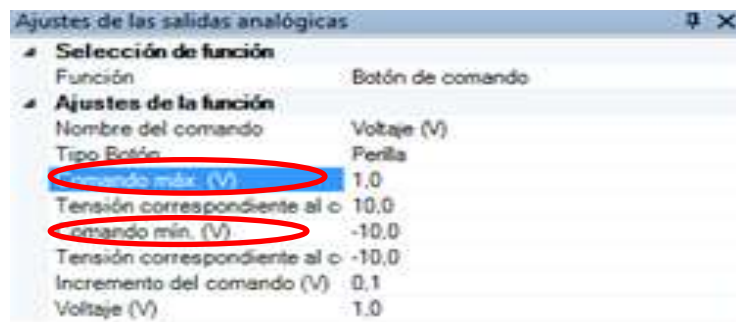 Ajustes de las salidas analógicas
Selección de función
Función Botón de comando
Ajustes de la función
Nombre del comando Voltaje (V)
Tipo Botón Perilla
Comando máx. (V) 1,0
Tensión correspondiente al c 10,0
Comando mín. (V) -10,0
Tensión correspondiente al c -10,0
Incremento del comando (V) 0,1
Voltaje (V) 1.0